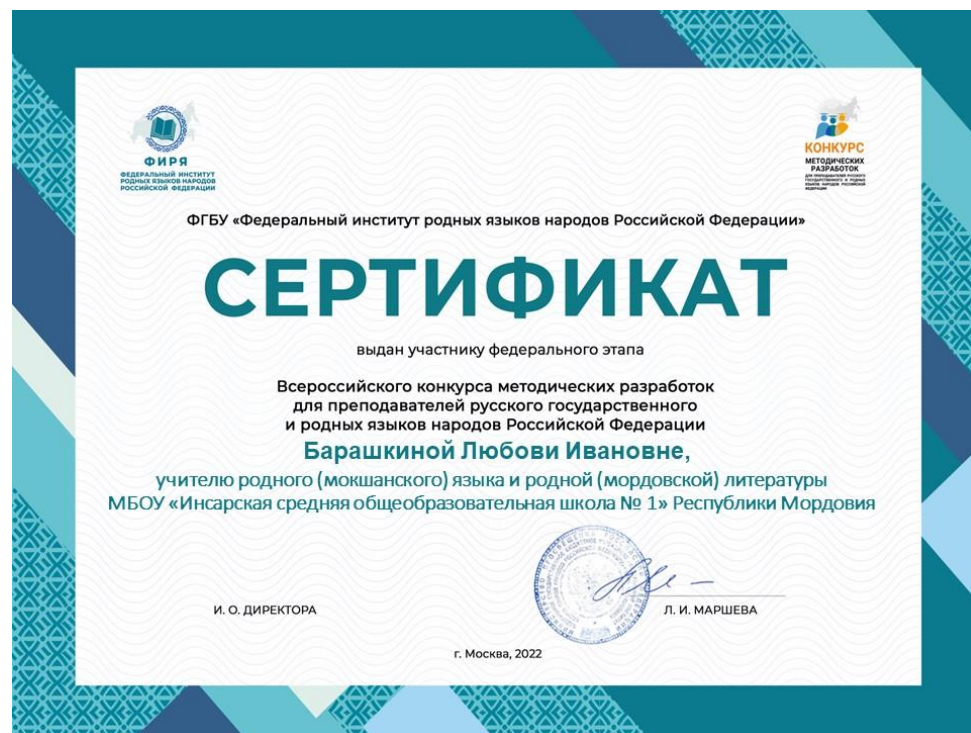 ФИРЯ
ФЕДЕРАЛЬНЫЙ ИНСТИТУТ
РОДНЫХ ЯЗЫКОВ НАРОДОВ
РОССИЙСКОЙ ФЕДЕРАЦИИ
КОНКУРС
МЕТОДИЧЕСКИХ
РАЗРАБОТОК
ФГБУ «Федеральный институт родных языков народов Российской Федерации»
СЕРТИФИКАТ
выдан участнику федерального этапа
Всероссийского конкурса методических разработок
для преподавателей русского государственного
и родных языков народов Российской Федерации
Барашкиной Любови Ивановне,
учителю родного (мокшанского) языка и родной (мордовской) литературы
МБОУ «Инсарская средняя общеобразовательная школа № 1» Республики Мордовия
И. О. ДИРЕКТОРА
Л. И. МАРШЕВА
г. Москва, 2022